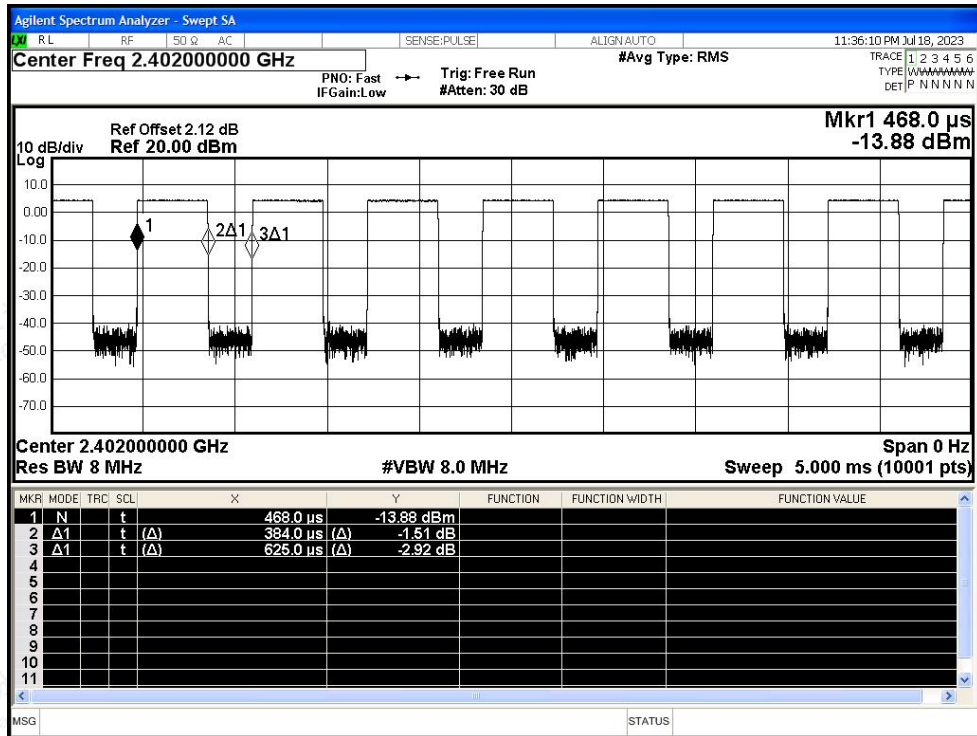 Agilent Spectrum Analyzer - Swept SA
LXI RL RF 50 Ω AC SENSE:PULSE ALIGN AUTO 11:36:10 PM Jul 18, 2023
Center Freq 2.402000000 GHz #Avg Type: RMS TRACE 1 2 3 4 5 6
PNO: Fast Trig: Free Run TYPE WWWWWW
IFGain:Low #Atten: 30 dB DET P N N N N N
Mkr1 468.0 µs
Ref Offset 2.12 dB
10 dB/div Ref 20.00 dBm -13.88 dBm
Log
10.0
0.00
1 2Δ1 3Δ1
-10.0
-20.0
-30.0
-40.0
-50.0
-60.0
-70.0
Center 2.402000000 GHz Span 0 Hz
Res BW 8 MHz #VBW 8.0 MHz Sweep 5.000 ms (10001 pts)
MKR MODE TRC SCL X Y FUNCTION FUNCTION WIDTH FUNCTION VALUE
1 N t 468.0 µs -13.88 dBm
2 Δ1 t (Δ) 384.0 µs (Δ) -1.51 dB
3 Δ1 t (Δ) 625.0 µs (Δ) -2.92 dB
4
5
6
7
8
9
10
11
MSG STATUS